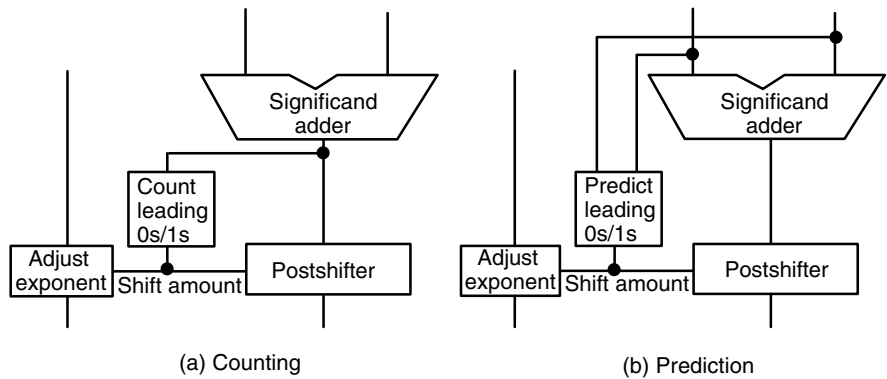 Significand
adder
Count
leading
0s/1s
Adjust
exponent
Shift amount
Postshifter
(a) Counting
Significand
adder
Predict
leading
0s/1s
Adjust
exponent
Shift amount
Postshifter
(b) Prediction